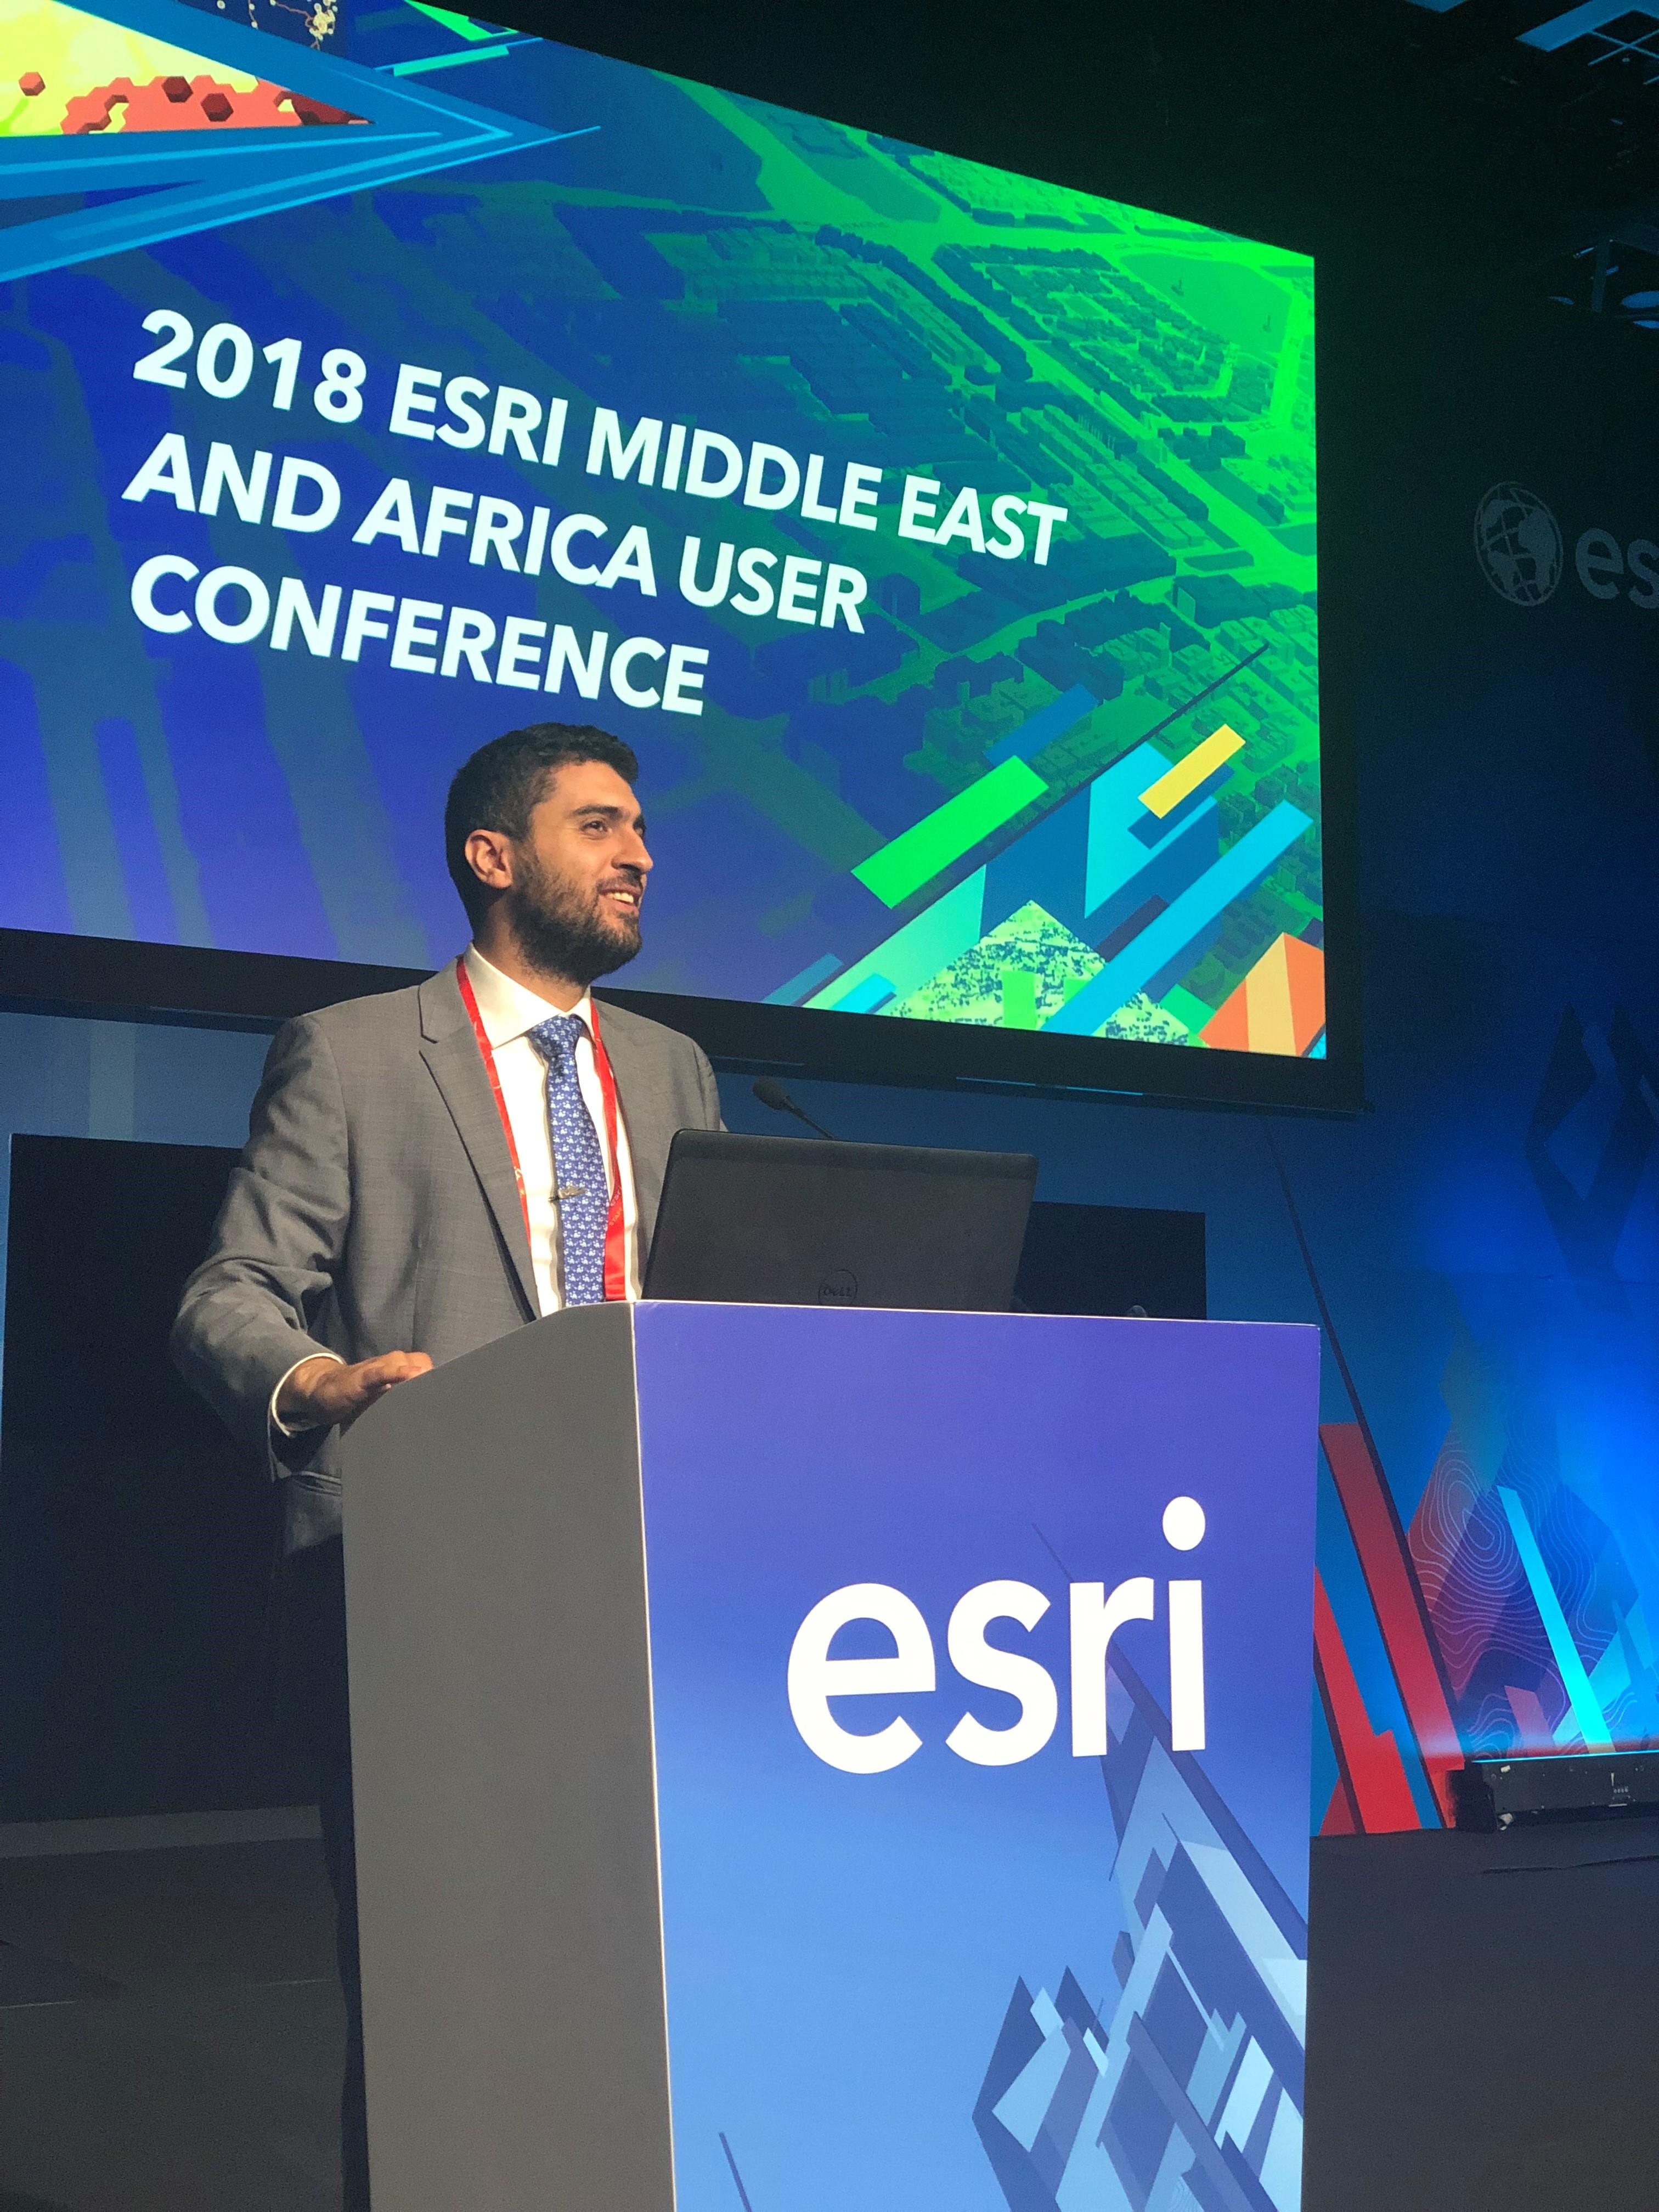 2018 ESRI MIDDLE EAST
AND AFRICA USER
CONFERENCE
es
DELL
esri